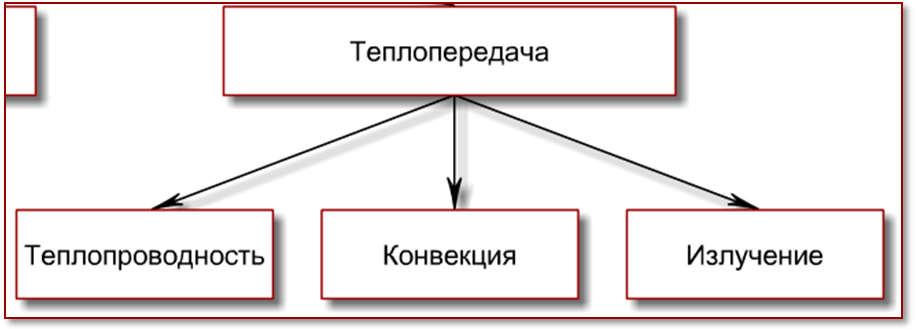 Теплопередача
Теплопроводность
Конвекция
Излучение